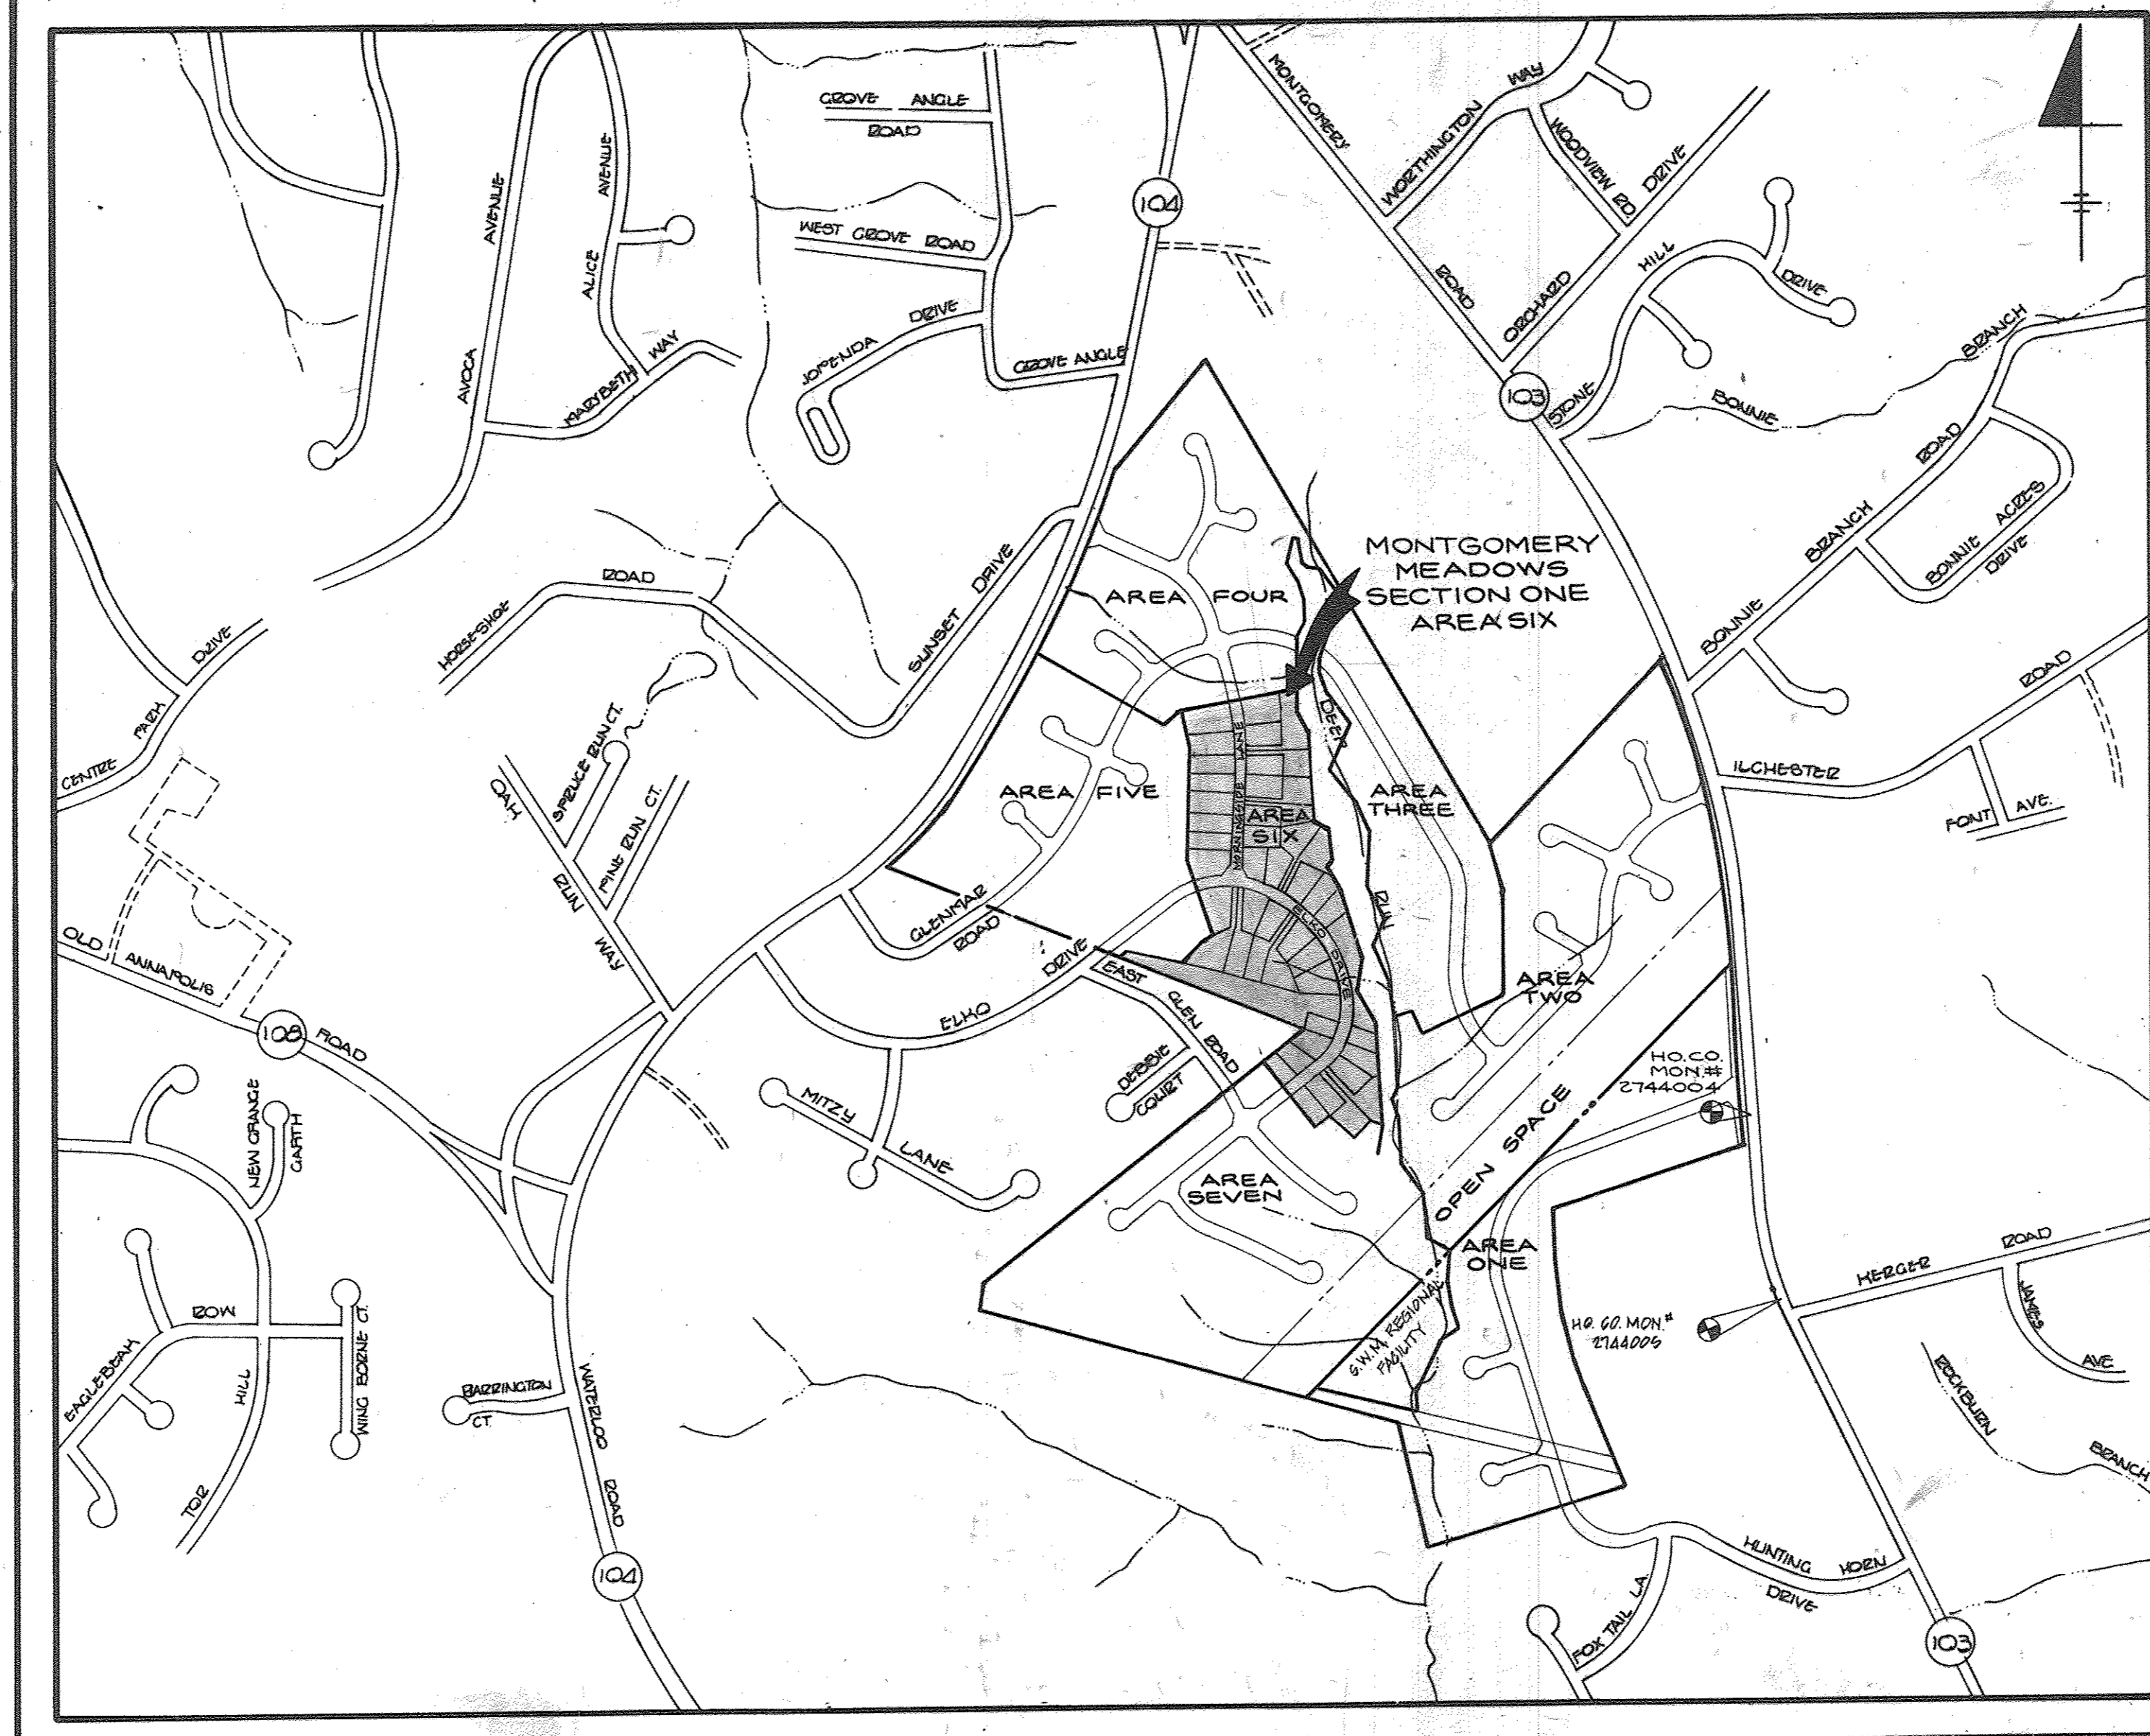 GROVE ANGLE
ROAD
AVOCA AVENUE
ALICE AVENUE
MARYBETH WAY
WEST GROVE ROAD
DRIVE
GROVE ANGLE
104
MONTGOMERY ROAD
WORTHINGTON WAY
WOODVIEW RD.
ORCHARD DRIVE
STONE HILL DRIVE
103
BONNIE BRANCH
BONNIE BRANCH ROAD
BONNIE ACRES
DRIVE
MONTGOMERY
MEADOWS
SECTION ONE
AREA SIX
AREA FOUR
HORSE SHOE ROAD
SUNSET DRIVE
CENTRE PARK DRIVE
OAK RUN WAY
SPRUCE RUN CT.
PINE RUN CT.
AREA FIVE
MORNINGSIDE LANE
AREA
SIX
DEEP RUN
AREA
THREE
ILCHESTER ROAD
FONT AVE.
GLENMAR
ROAD
ELKO DRIVE
ELKO DRIVE
EAST GLEN ROAD
DEBBIE
COURT
AREA
TWO
OLD ANNAPOLIS ROAD
108
MITZY LANE
HO. CO.
MON.#
2744004
OPEN SPACE
NEW GRANGE
GARTH
AREA
SEVEN
AREA
ONE
S.W.M. REGIONAL
FACILITY
HO. CO. MON.#
2744005
KERGER ROAD
JAMES AVE
EAGLEBEAK ROW
WING BORNE CT.
TOR HILL
BARRINGTON
CT.
WATERLOO ROAD
104
ROCKBURN BRANCH
HUNTING HORN
DRIVE
FOX TAIL LA.
103